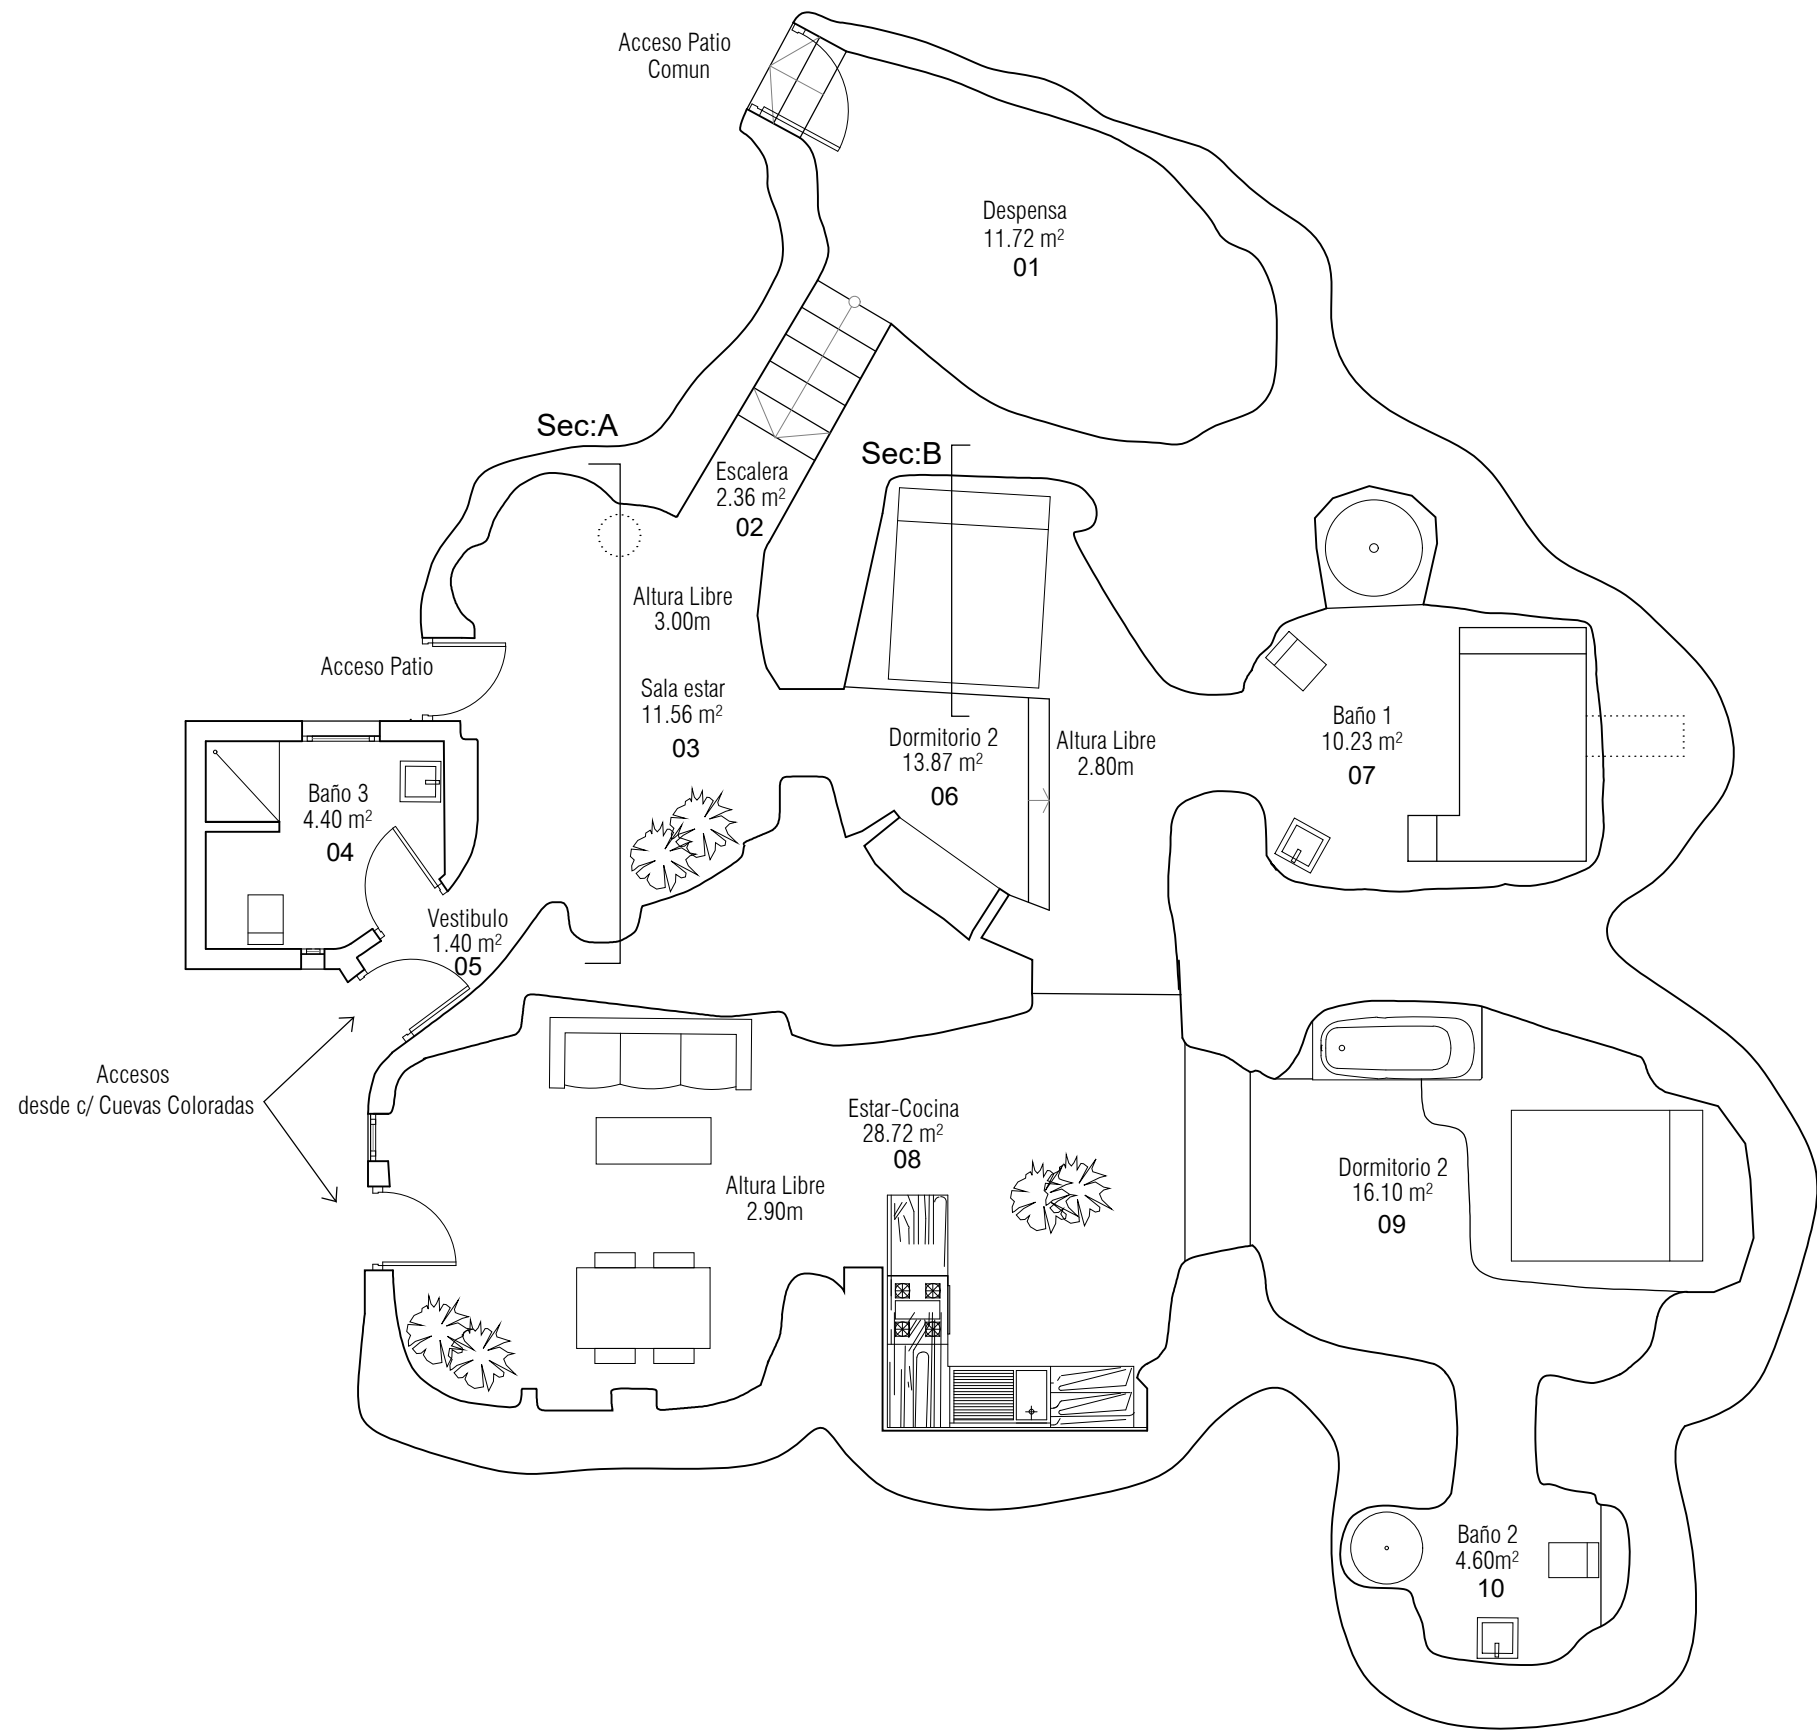 Acceso Patio
Comun
Despensa
11.72 m²
01
Sec:A
Sec:B
Escalera
2.36 m²
02
Altura Libre
3.00m
Acceso Patio
Sala estar
11.56 m²
03
Dormitorio 2
13.87 m²
06
Altura Libre
2.80m
Baño 1
10.23 m²
07
Baño 3
4.40 m²
04
Vestibulo
1.40 m²
05
Accesos
desde c/ Cuevas Coloradas
Estar-Cocina
28.72 m²
08
Altura Libre
2.90m
Dormitorio 2
16.10 m²
09
Baño 2
4.60m²
10